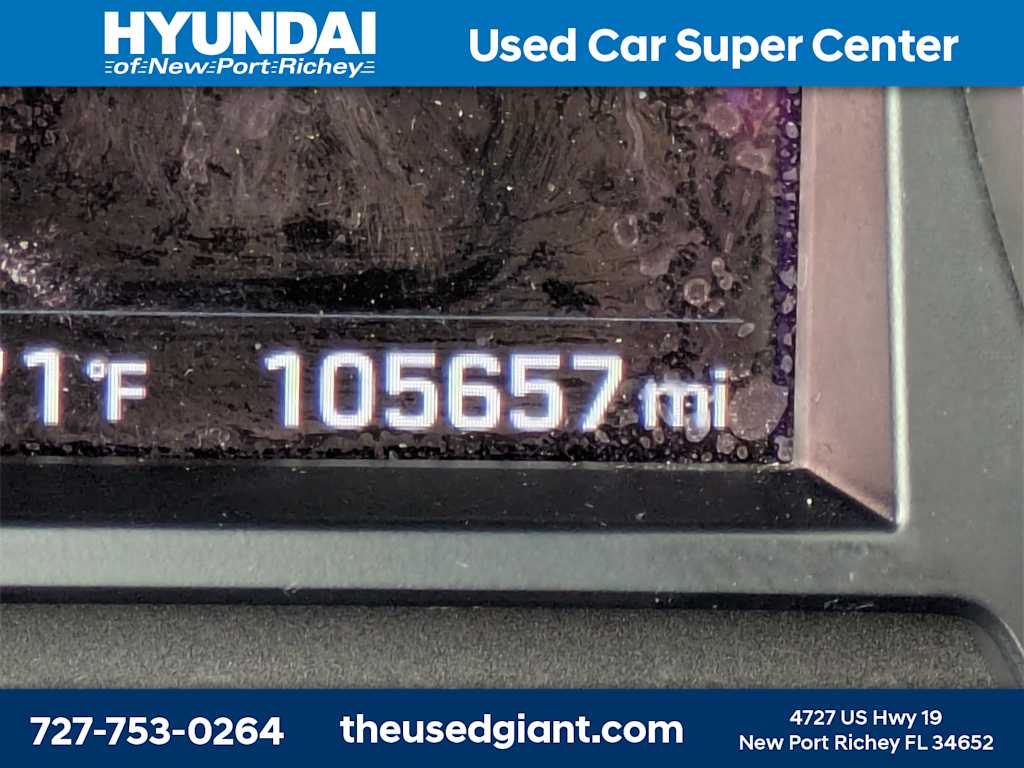 HYUNDAI
of New Port Richey
Used Car Super Center
1°F 105657 mi
727-753-0264
theusedgiant.com
4727 US Hwy 19
New Port Richey FL 34652